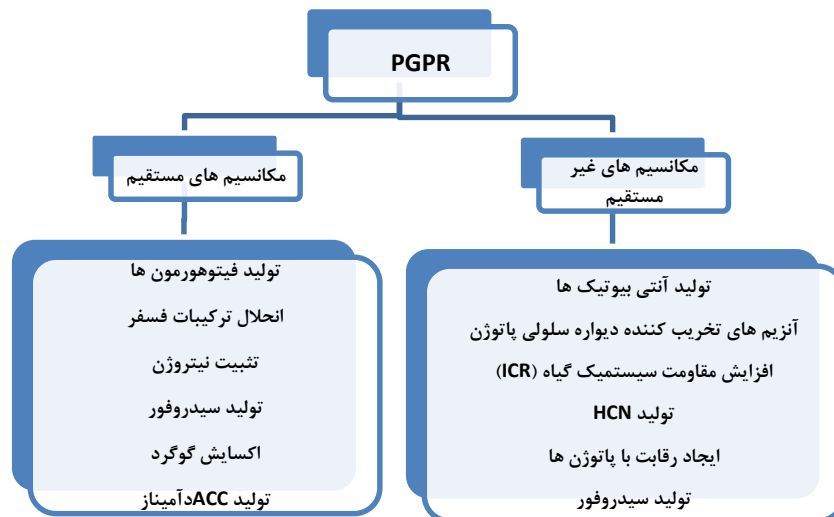 PGPR
مکانسیم های غیر
مستقیم
تولید آنتی بیوتیک ها
آنزیم های تخریب کننده دیواره سلولی پاتوژن
افزایش مقاومت سیستمیک گیاه (ICR)
تولید HCN
ایجاد رقابت با پاتوژن ها
تولید سیدروفور
مکانسیم های مستقیم
تولید فیتوهورمون ها
انحلال ترکیبات فسفر
تثبیت نیتروژن
تولید سیدروفور
اکسایش گوگرد
تولید ACCدآمیناز